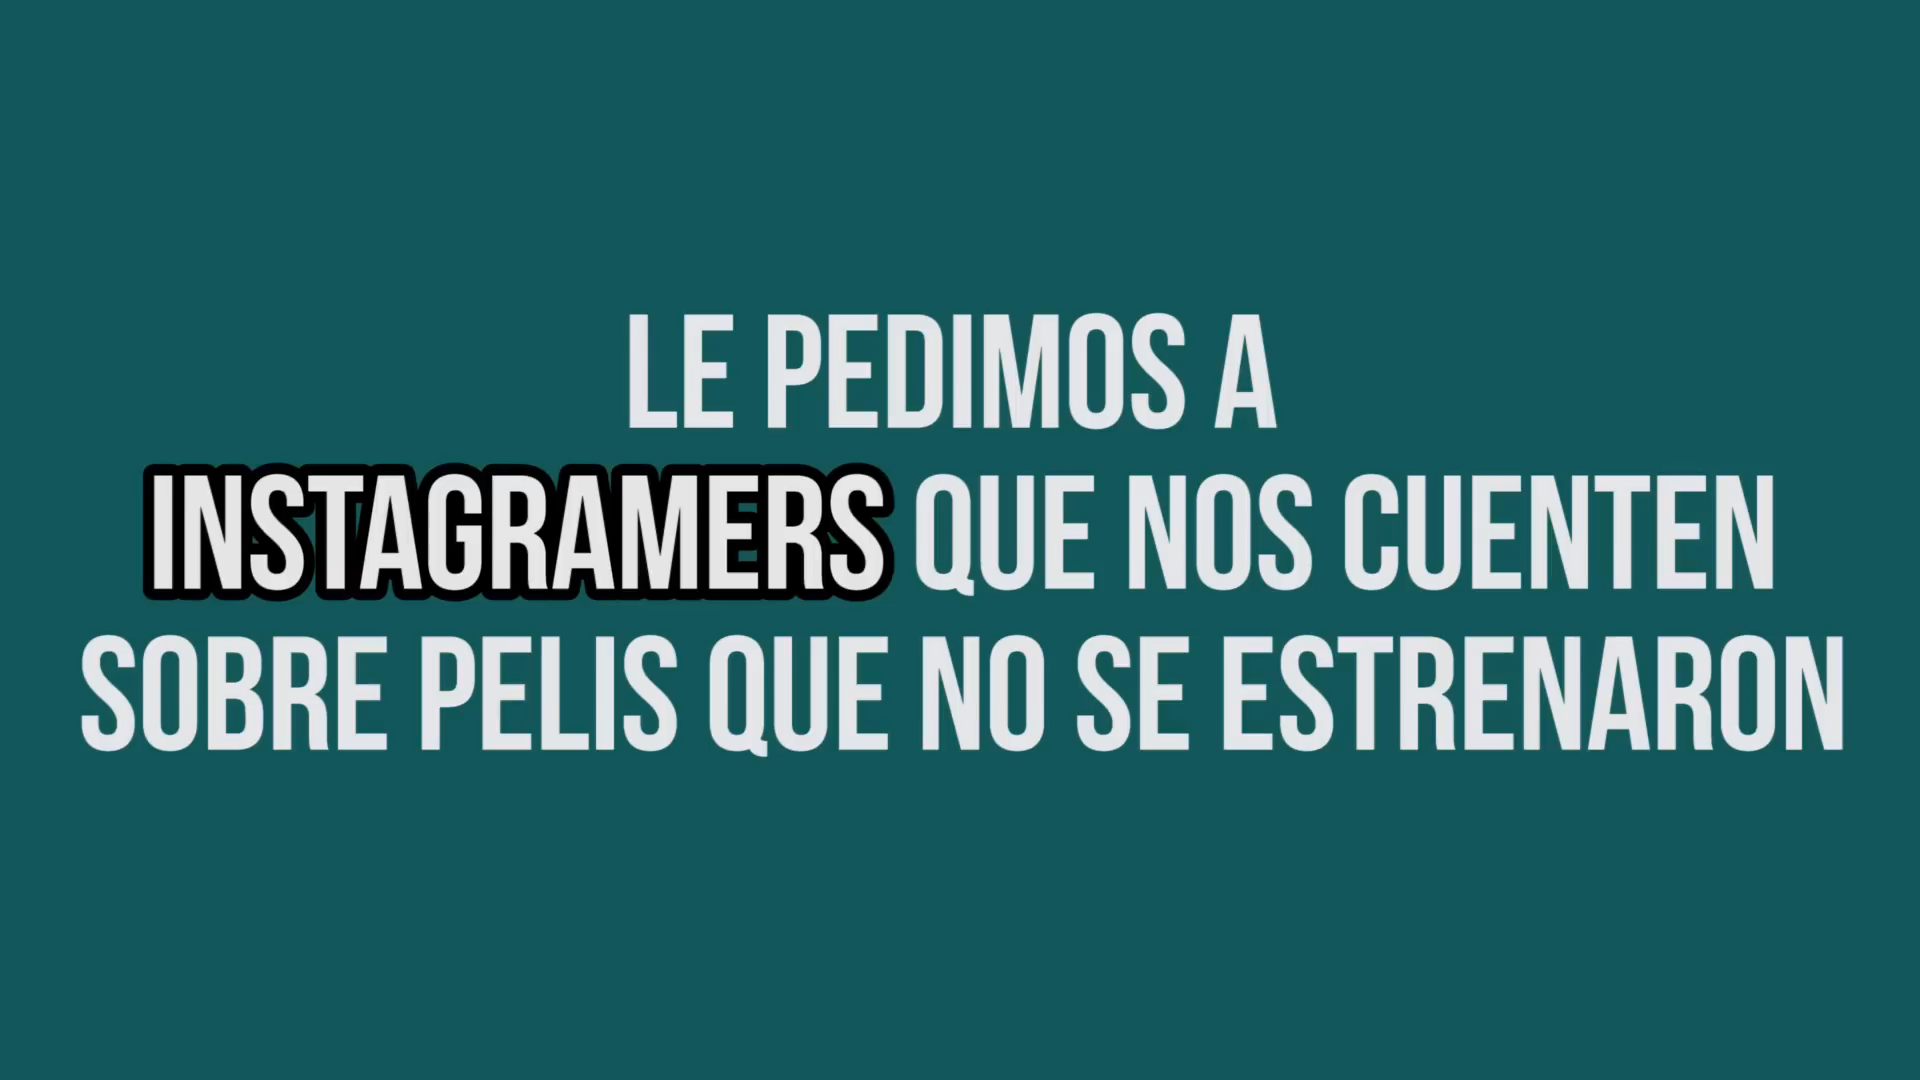 LE PEDIMOS A
INSTAGRAMERS QUE NOS CUENTEN
SOBRE PELIS QUE NO SE ESTRENARON